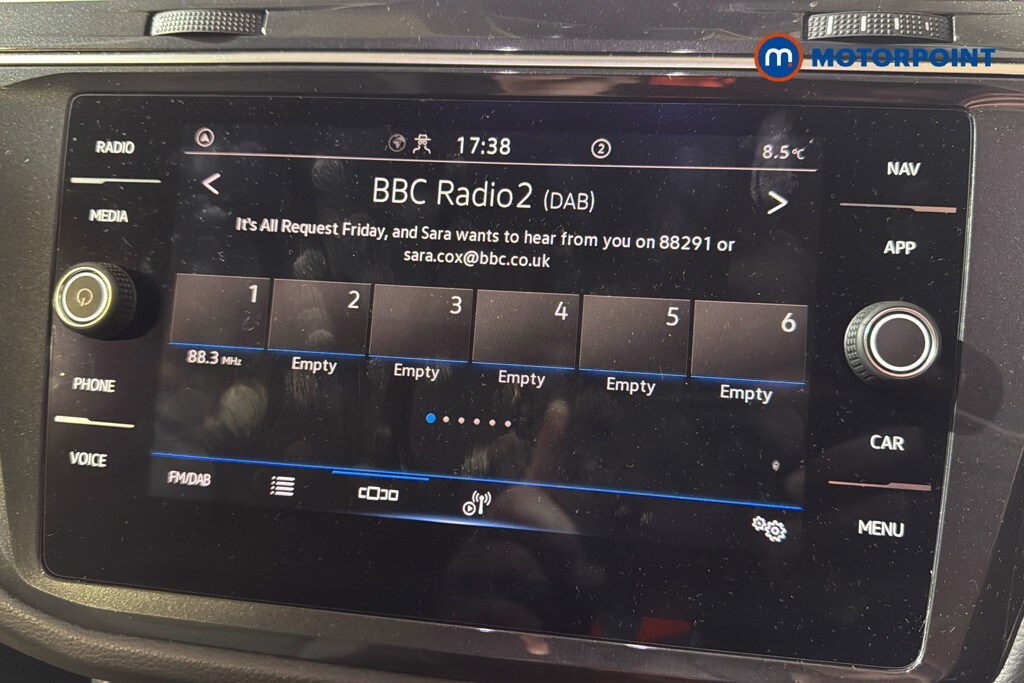 m MOTORPOINT
RADIO
MEDIA
PHONE
VOICE
17:38
2
8.5°C
< BBC Radio2 (DAB) >
It's All Request Friday, and Sara wants to hear from you on 88291 or
sara.cox@bbc.co.uk
1 2 3 4 5 6
88.3 MHz Empty Empty Empty Empty Empty
FM/DAB
NAV
APP
CAR
MENU